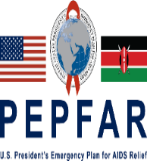 PEPFAR
U.S. President's Emergency Plan for AIDS Relief